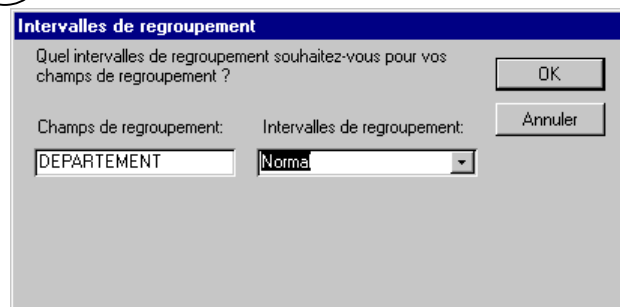 Intervalles de regroupement
Quel intervalles de regroupement souhaitez-vous pour vos
champs de regroupement ?
OK
Annuler
Champs de regroupement: Intervalles de regroupement:
DEPARTEMENT Normal